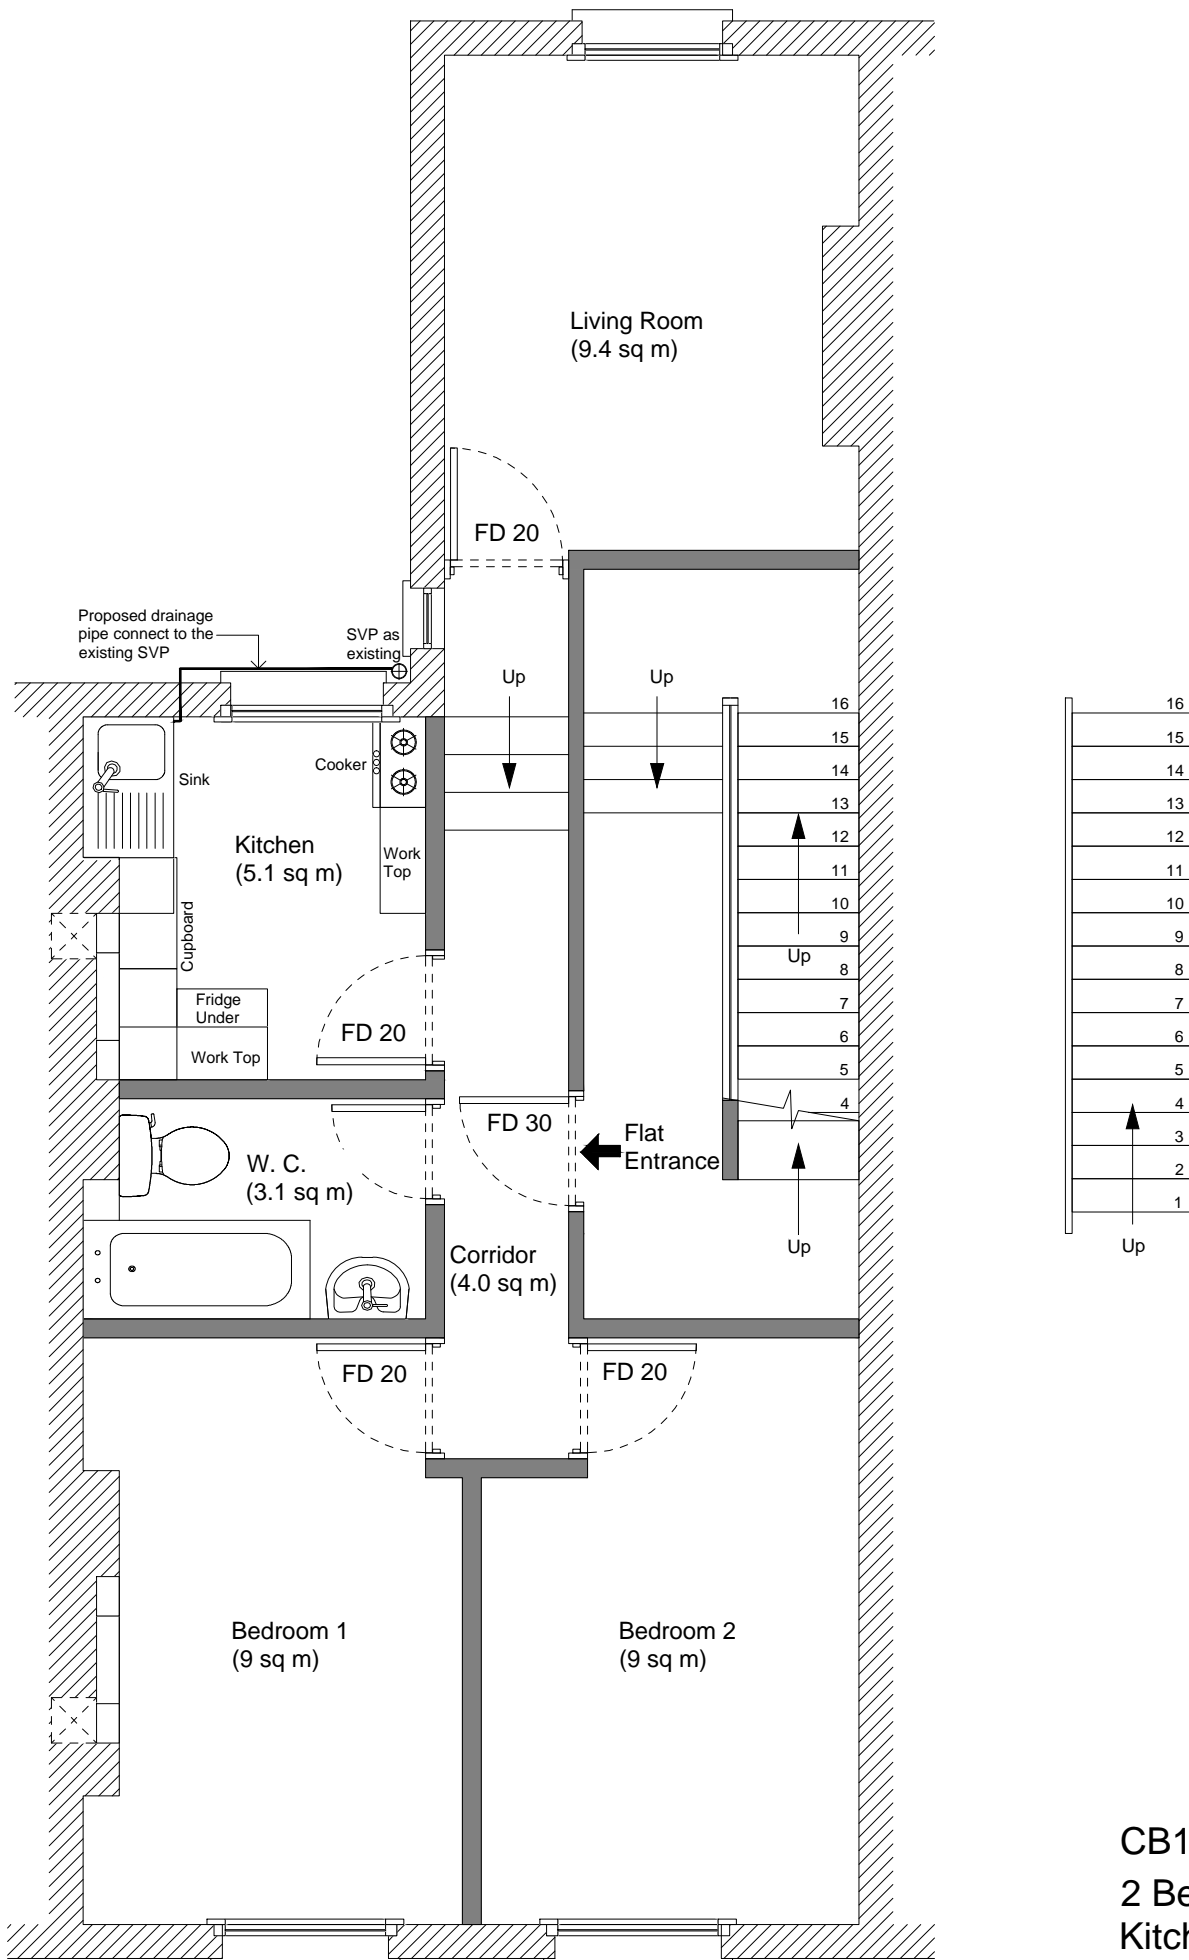 Living Room
(9.4 sq m)
FD 20
Proposed drainage
pipe connect to the
existing SVP
SVP as
existing
Up
Up
16
15
14
13
12
11
10
9
8
7
6
5
4
Up
Up
16
15
14
13
12
11
10
9
8
7
6
5
4
3
2
1
Up
Sink
Cooker
Kitchen
(5.1 sq m)
Work
Top
Cupboard
Fridge
Under
Work Top
FD 20
FD 30
Flat
Entrance
W. C.
(3.1 sq m)
Corridor
(4.0 sq m)
FD 20
FD 20
Bedroom 1
(9 sq m)
Bedroom 2
(9 sq m)
CB1
2 Be
Kitch